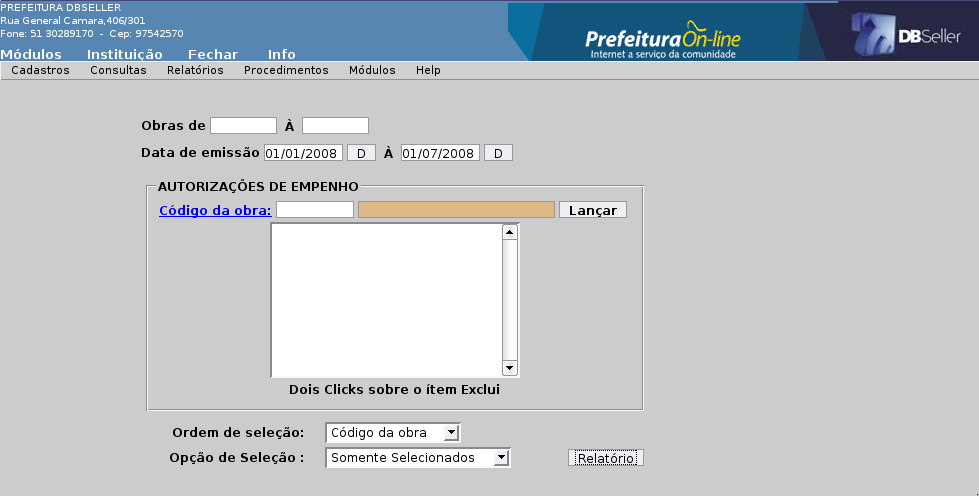 PREFEITURA DBSELLER
Rua General Camara,406/301
Fone: 51 30289170 - Cep: 97542570
Módulos Instituição Fechar Info
Prefeitura On-line
Internet a serviço da comunidade
DBSeller
Cadastros Consultas Relatórios Procedimentos Módulos Help
Obras de À
Data de emissão 01/01/2008 D À 01/07/2008 D
AUTORIZAÇÕES DE EMPENHO
Código da obra: Lançar
Dois Clicks sobre o ítem Exclui
Ordem de seleção: Código da obra
Opção de Seleção : Somente Selecionados Relatório